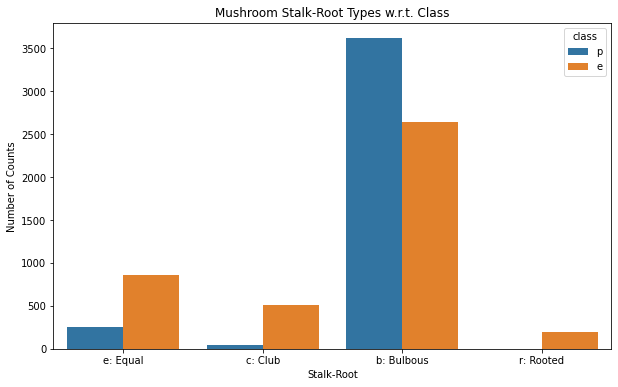 Mushroom Stalk-Root Types w.r.t. Class
class
p
e
3500
3000
2500
2000
1500
1000
500
0
Number of Counts
e: Equal
c: Club
b: Bulbous
r: Rooted
Stalk-Root